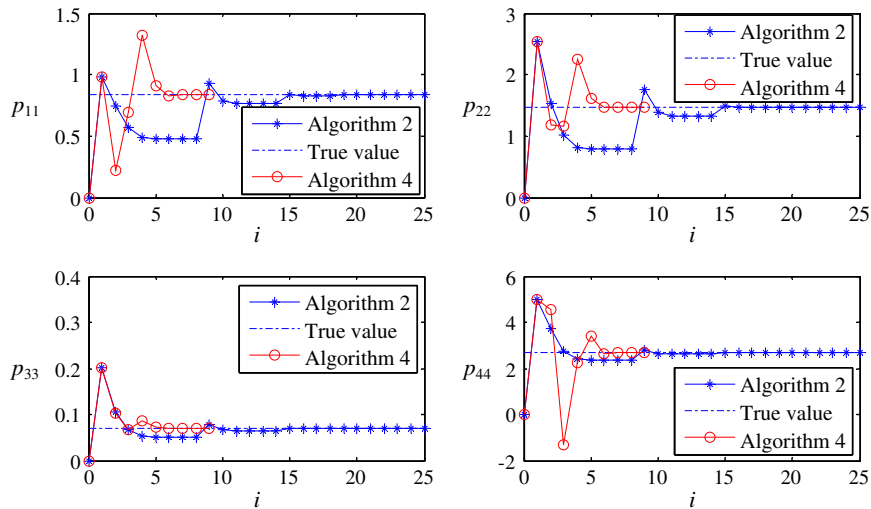 1.5
1
0.5
0
p11
0 5 10 15 20 25
i
Algorithm 2
True value
Algorithm 4
3
2
1
0
p22
0 5 10 15 20 25
i
Algorithm 2
True value
Algorithm 4
0.4
0.3
0.2
0.1
0
p33
0 5 10 15 20 25
i
Algorithm 2
True value
Algorithm 4
6
4
2
0
-2
p44
0 5 10 15 20 25
i
Algorithm 2
True value
Algorithm 4